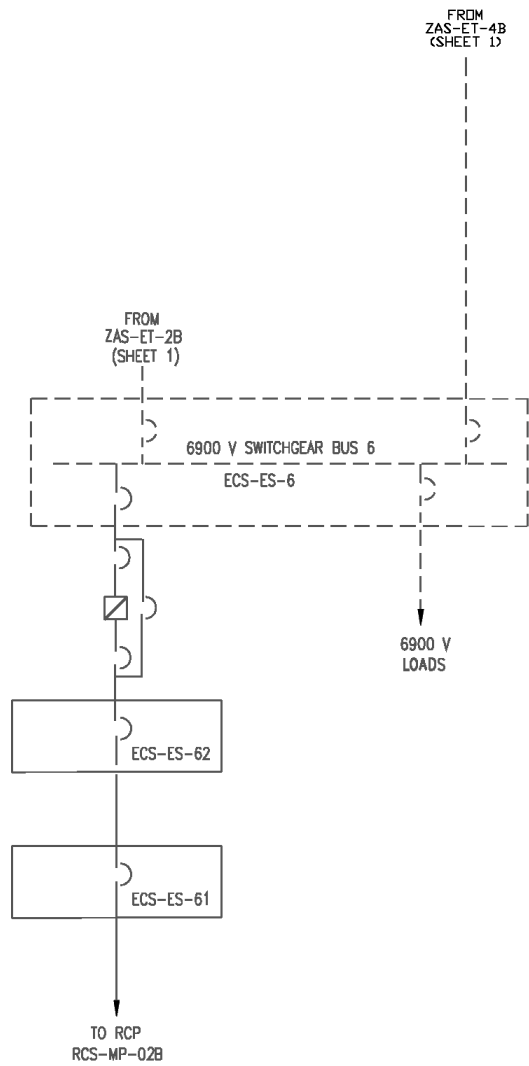 FROM
ZAS-ET-4B
(SHEET 1)
FROM
ZAS-ET-2B
(SHEET 1)
6900 V SWITCHGEAR BUS 6
ECS-ES-6
6900 V
LOADS
ECS-ES-62
ECS-ES-61
TO RCP
RCS-MP-02B